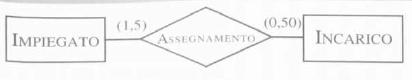 (1,5) (0,50)
IMPIEGATO ASSEGNAMENTO INCARICO